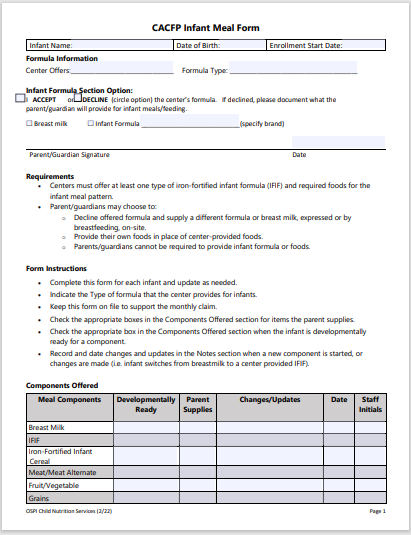 CACFP Infant Meal Form
Infant Name: Date of Birth: Enrollment Start Date:
Formula Information
Center Offers: Formula Type:
Infant Formula Section Option:
I ACCEPT or DECLINE (circle option) the center's formula. If declined, please document what the
parent/guardian will provide for infant meals/feeding.
Breast milk Infant Formula (specify brand)
Parent/Guardian Signature Date
Requirements
• Centers must offer at least one type of iron-fortified infant formula (IFIF) and required foods for the
infant meal pattern.
• Parent/guardians may choose to:
o Decline offered formula and supply a different formula or breast milk, expressed or by
breastfeeding, on-site.
o Provide their own foods in place of center-provided foods.
o Parents/guardians cannot be required to provide infant formula or foods.
Form Instructions
• Complete this form for each infant and update as needed.
• Indicate the Type of formula that the center provides for infants.
• Keep this form on file to support the monthly claim.
• Check the appropriate boxes in the Components Offered section for items the parent supplies.
• Check the appropriate box in the Components Offered section when the infant is developmentally
ready for a component.
• Record and date changes and updates in the Notes section when a new component is started, or
changes are made (i.e. infant switches from breastmilk to a center provided IFIF).
Components Offered
Meal Components Developmentally Ready Parent Supplies Changes/Updates Date Staff Initials
Breast Milk
IFIF
Iron-Fortified Infant
Cereal
Meat/Meat Alternate
Fruit/Vegetable
Grains
OSPI Child Nutrition Services (2/22) Page 1